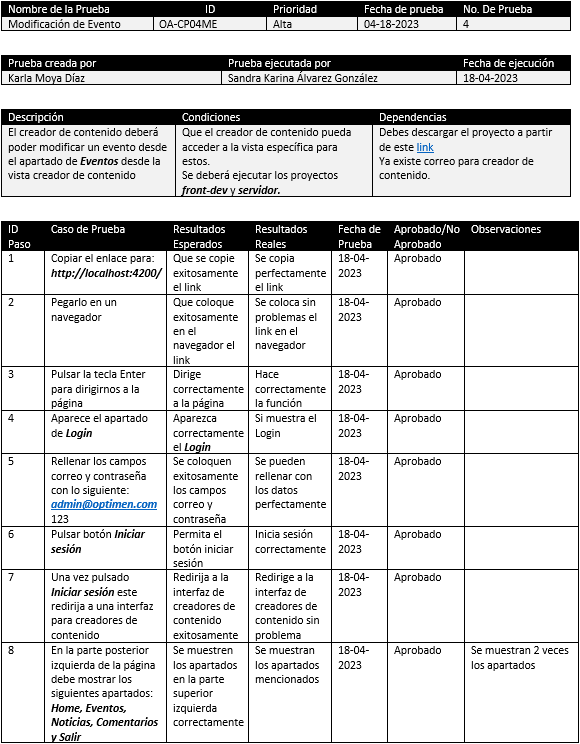 Nombre de la Prueba ID Prioridad Fecha de prueba No. De Prueba
Modificación de Evento OA-CP04ME Alta 04-18-2023 4
Prueba creada por Prueba ejecutada por Fecha de ejecución
Karla Moya Díaz Sandra Karina Álvarez González 18-04-2023
Descripción Condiciones Dependencias
El creador de contenido deberá
poder modificar un evento desde
el apartado de Eventos desde la
vista creador de contenido
Que el creador de contenido pueda
acceder a la vista específica para
estos.
Se deberá ejecutar los proyectos
front-dev y servidor.
Debes descargar el proyecto a partir
de este link
Ya existe correo para creador de
contenido.
ID
Paso
Caso de Prueba
Resultados
Esperados
Resultados
Reales
Fecha de
Prueba
Aprobado/No
Aprobado
Observaciones
1
Copiar el enlace para:
http://localhost:4200/
Que se copie
exitosamente
el link
Se copia
perfectamente
el link
18-04-
2023
Aprobado
2
Pegarlo en un
navegador
Que coloque
exitosamente
en el
navegador el
link
Se coloca sin
problemas el
link en el
navegador
18-04-
2023
Aprobado
3
Pulsar la tecla Enter
para dirigirnos a la
página
Dirige
correctamente
a la página
Hace
correctamente
la función
18-04-
2023
Aprobado
4
Aparece el apartado
de Login
Aparezca
correctamente
el Login
Si muestra el
Login
18-04-
2023
Aprobado
5
Rellenar los campos
correo y contraseña
con lo siguiente:
admin@optimen.com
123
Se coloquen
exitosamente
los campos
correo y
contraseña
Se pueden
rellenar con
los datos
perfectamente
18-04-
2023
Aprobado
6
Pulsar botón Iniciar
sesión
Permita el
botón iniciar
sesión
Inicia sesión
correctamente
18-04-
2023
Aprobado
7
Una vez pulsado
Iniciar sesión este
redirija a una interfaz
para creadores de
contenido
Redirija a la
interfaz de
creadores de
contenido
exitosamente
Redirige a la
interfaz de
creadores de
contenido sin
problema
18-04-
2023
Aprobado
8
En la parte posterior
izquierda de la página
debe mostrar los
siguientes apartados:
Home, Eventos,
Noticias, Comentarios
y Salir
Se muestren
los apartados
en la parte
superior
izquierda
correctamente
Se muestran
los apartados
mencionados
18-04-
2023
Aprobado
Se muestran 2 veces
los apartados